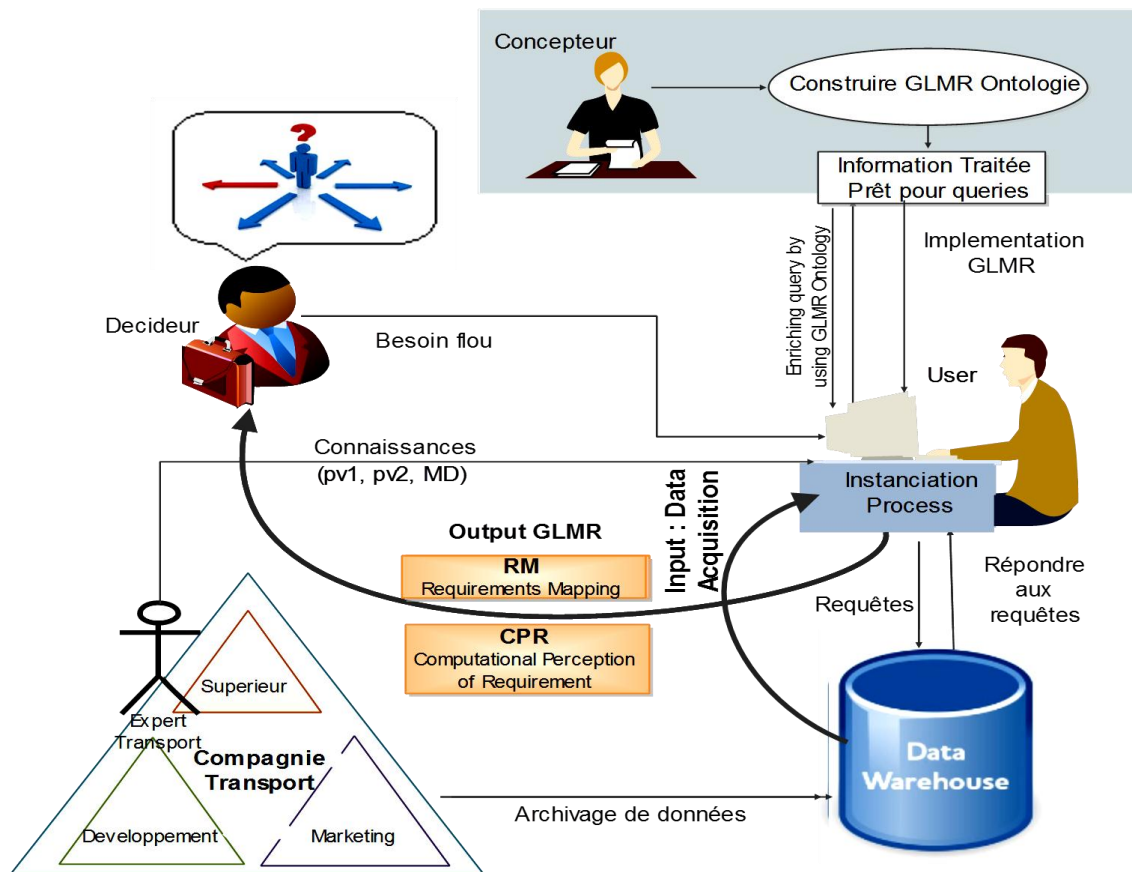 Concepteur
Construire GLMR Ontologie
Information Traitée
Prêt pour queries
?
Enriching query by
using GLMR Ontology
Implementation
GLMR
Decideur
Besoin flou
User
Connaissances
(pv1, pv2, MD)
Instanciation
Process
Input : Data
Acquisition
Output GLMR
RM
Requirements Mapping
CPR
Computational Perception
of Requirement
Requêtes
Répondre
aux
requêtes
Superieur
Expert
Transport
Compagnie
Transport
Developpement
Marketing
Archivage de données
Data
Warehouse